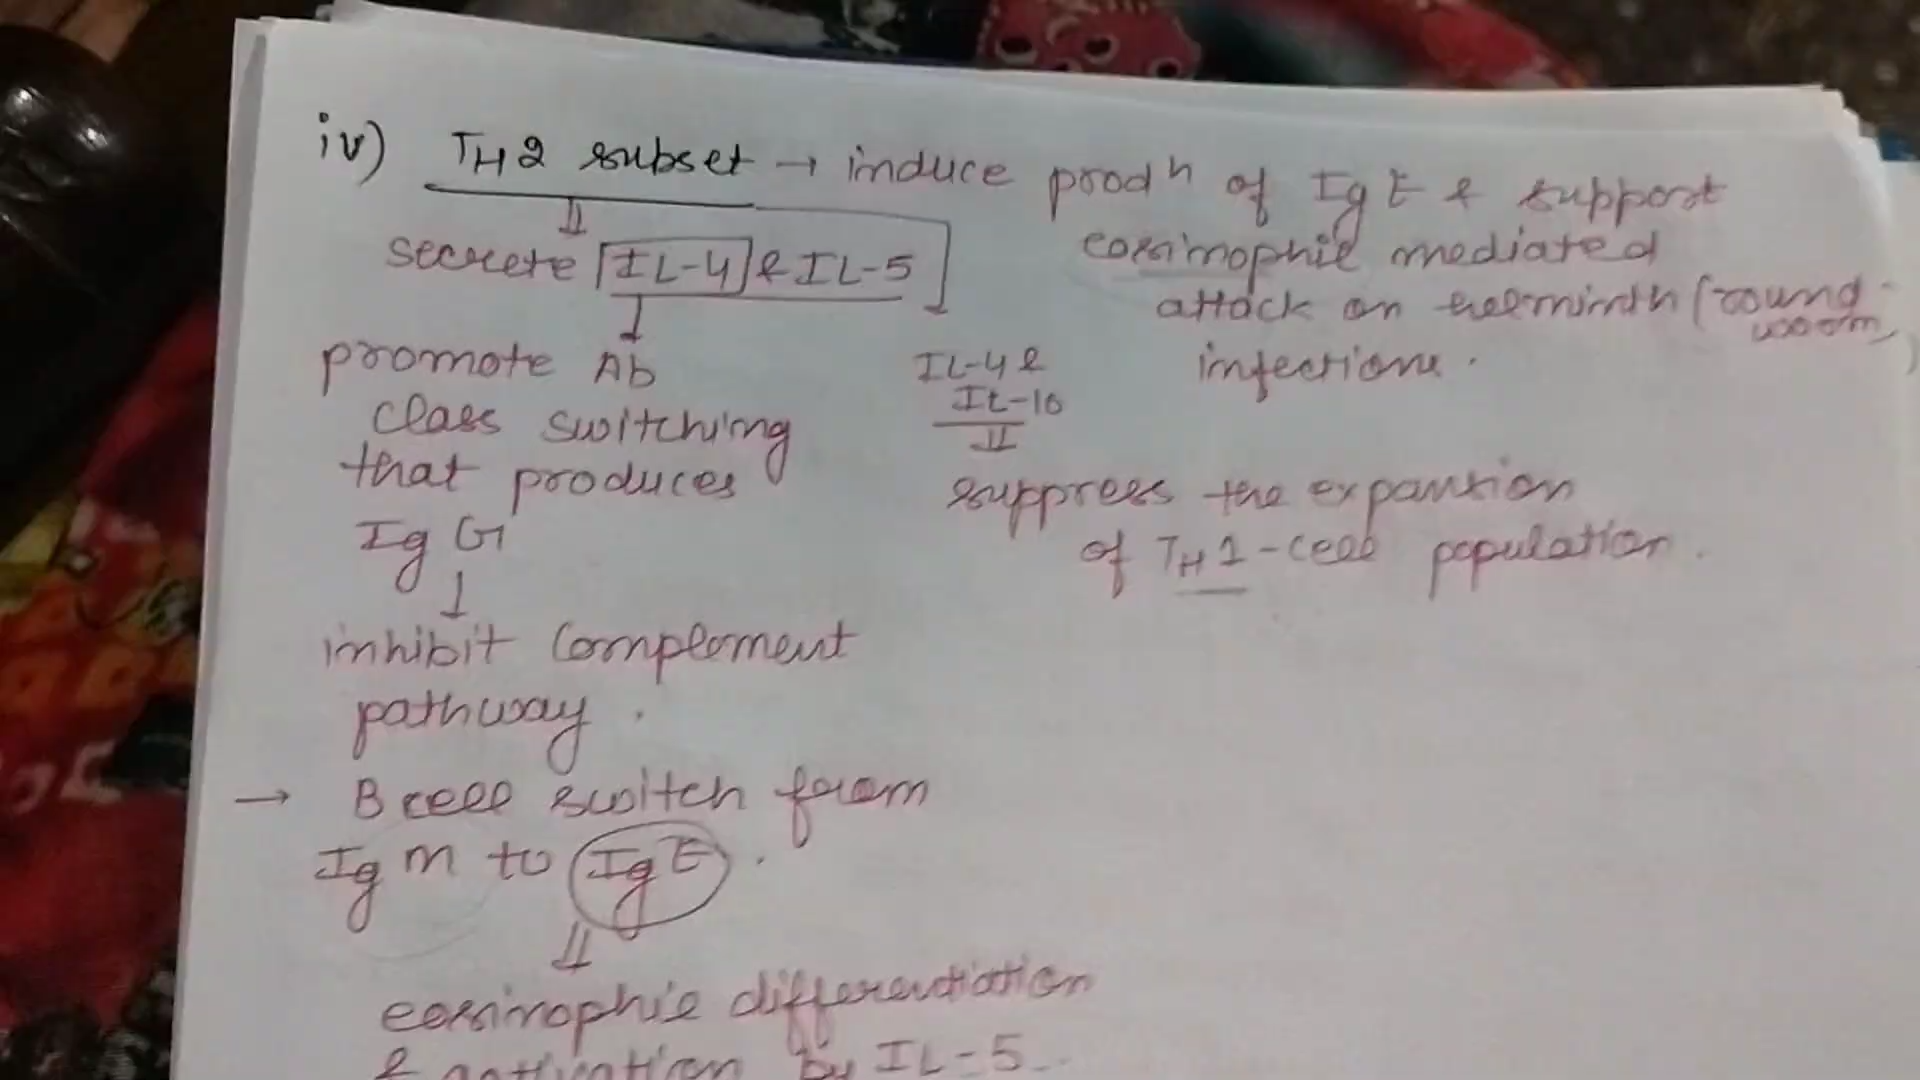 iv) TH2 subset → induce prodn of IgE & support
eosinophil mediated
attack on helminth (round-
worm)
infections.
⇓
secrete IL-4 & IL-5
↓
promote Ab
class switching
that produces
IgG
↓
inhibit complement
pathway.
IL-4 &
IL-10
⇓
suppress the expansion
of TH1-cell population.
→ B cell switch from
IgM to IgE.
⇓
eosinophil differentiation
& activation by IL-5.